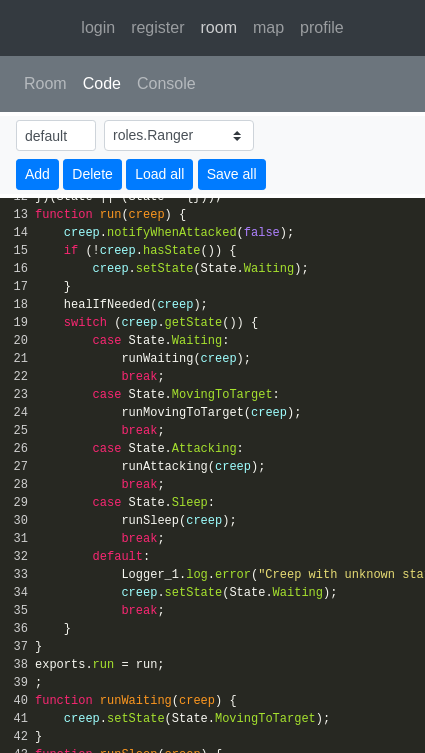 login register room map profile
Room Code Console
default roles.Ranger
Add Delete Load all Save all
13 function run(creep) {
14     creep.notifyWhenAttacked(false);
15     if (!creep.hasState()) {
16         creep.setState(State.Waiting);
17     }
18     healIfNeeded(creep);
19     switch (creep.getState()) {
20         case State.Waiting:
21             runWaiting(creep);
22             break;
23         case State.MovingToTarget:
24             runMovingToTarget(creep);
25             break;
26         case State.Attacking:
27             runAttacking(creep);
28             break;
29         case State.Sleep:
30             runSleep(creep);
31             break;
32         default:
33             Logger_1.log.error("Creep with unknown sta
34             creep.setState(State.Waiting);
35             break;
36     }
37 }
38 exports.run = run;
39 ;
40 function runWaiting(creep) {
41     creep.setState(State.MovingToTarget);
42 }
43 function runSleep(creep) {